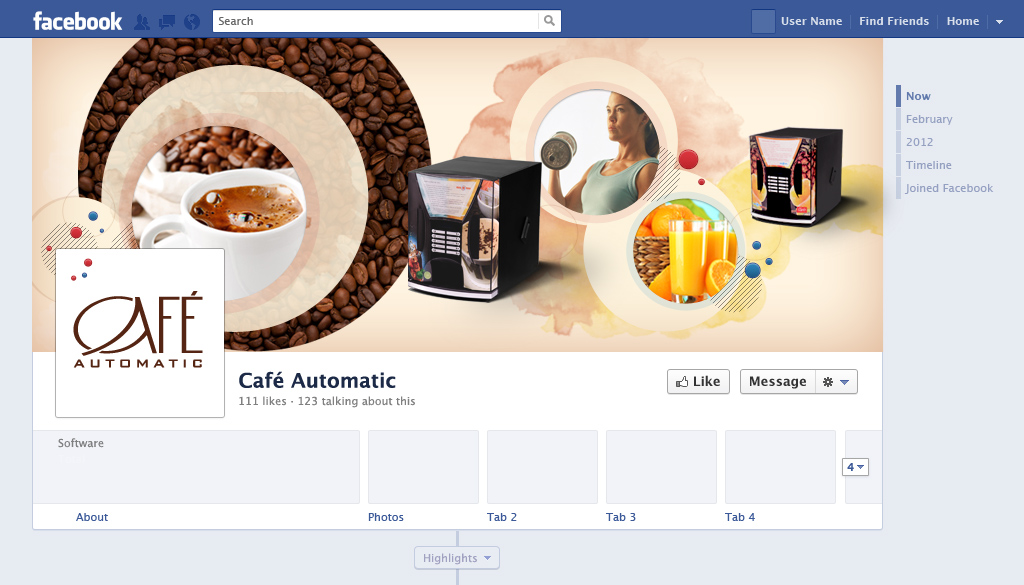 facebook
Search
User Name
Find Friends
Home
Now
February
2012
Timeline
Joined Facebook
CAFÉ
AUTOMATIC
Café Automatic
111 likes · 123 talking about this
Like
Message
Software
4
About
Photos
Tab 2
Tab 3
Tab 4
Highlights